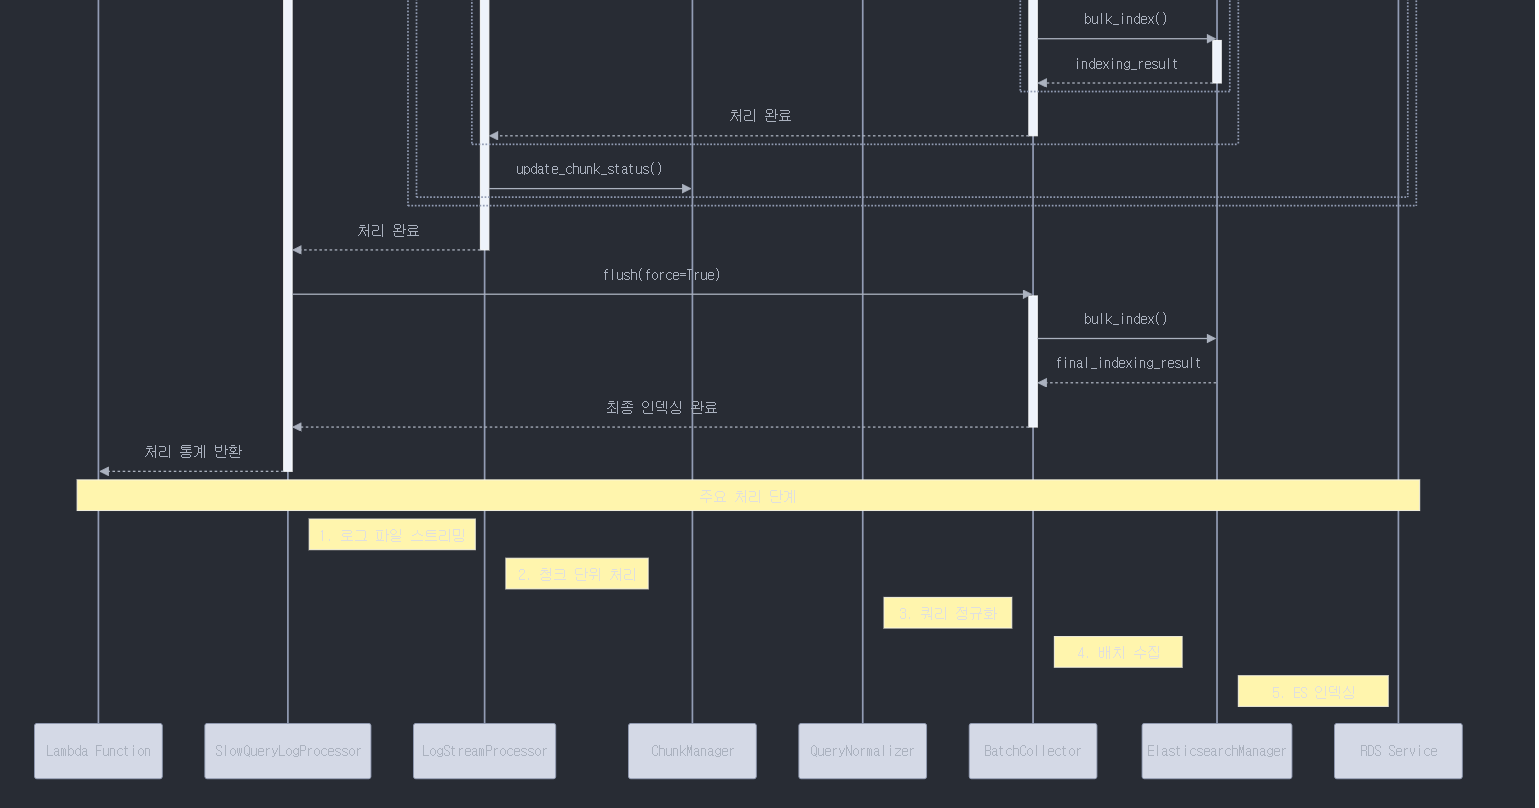 bulk_index()
indexing_result
처리 완료
update_chunk_status()
처리 완료
flush(force=True)
bulk_index()
final_indexing_result
최종 인덱싱 완료
처리 통계 반환
주요 처리 단계
1. 로그 파일 스트리밍
2. 청크 단위 처리
3. 쿼리 정규화
4. 배치 수집
5. ES 인덱싱
Lambda Function
SlowQueryLogProcessor
LogStreamProcessor
ChunkManager
QueryNormalizer
BatchCollector
ElasticsearchManager
RDS Service